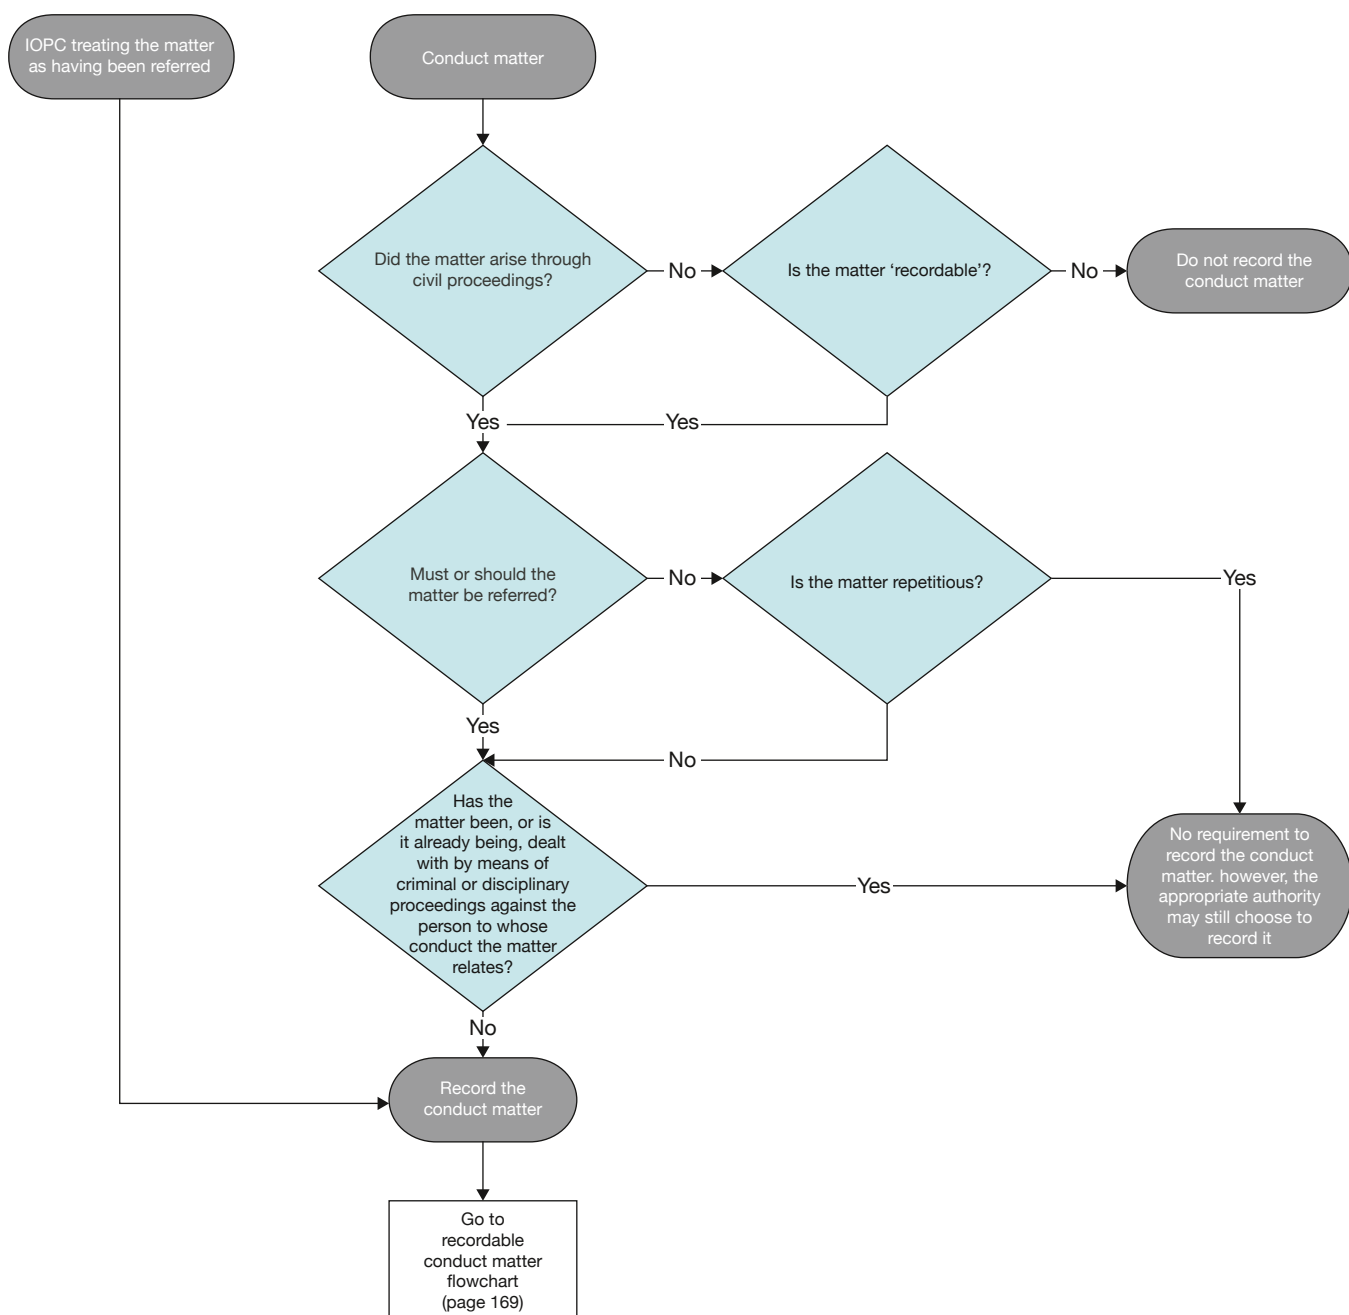 IOPC treating the matter
as having been referred
Conduct matter
Did the matter arise through
civil proceedings?
No
Is the matter ‘recordable’?
No
Do not record the
conduct matter
Yes
Yes
Must or should the
matter be referred?
No
Is the matter repetitious?
Yes
Yes
No
Has the
matter been, or is
it already being, dealt
with by means of
criminal or disciplinary
proceedings against the
person to whose
conduct the matter
relates?
Yes
No requirement to
record the conduct
matter. however, the
appropriate authority
may still choose to
record it
No
Record the
conduct matter
Go to
recordable
conduct matter
flowchart
(page 169)